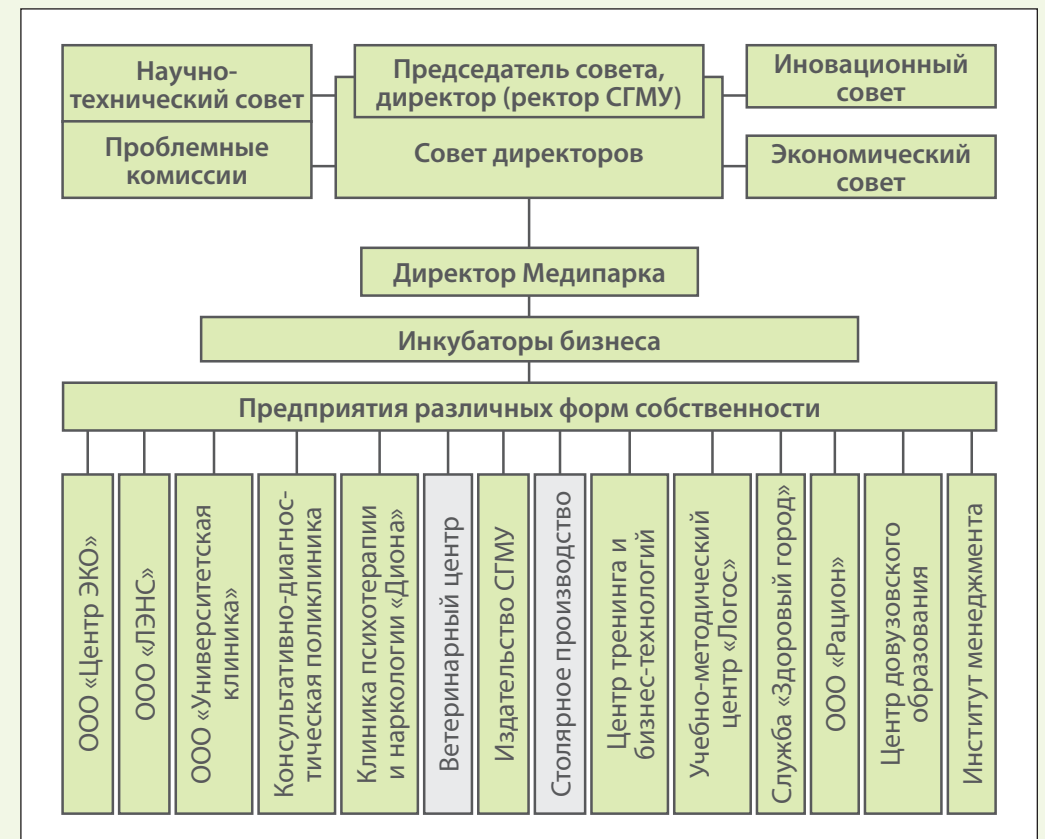 Научно-
технический совет
Председатель совета,
директор (ректор СГМУ)
Иновационный
совет
Проблемные
комиссии
Совет директоров
Экономический
совет
Директор Медипарка
Инкубаторы бизнеса
Предприятия различных форм собственности
ООО «Центр ЭКО»
ООО «ЛЭНС»
ООО «Университетская
клиника»
Консультативно-диагнос-
тическая поликлиника
Клиника психотерапии
и наркологии «Диона»
Ветеринарный центр
Издательство СГМУ
Столярное производство
Центр тренинга и
бизнес-технологий
Учебно-методический
центр «Логос»
Служба «Здоровый город»
ООО «Рацион»
Центр довузовского
образования
Институт менеджмента